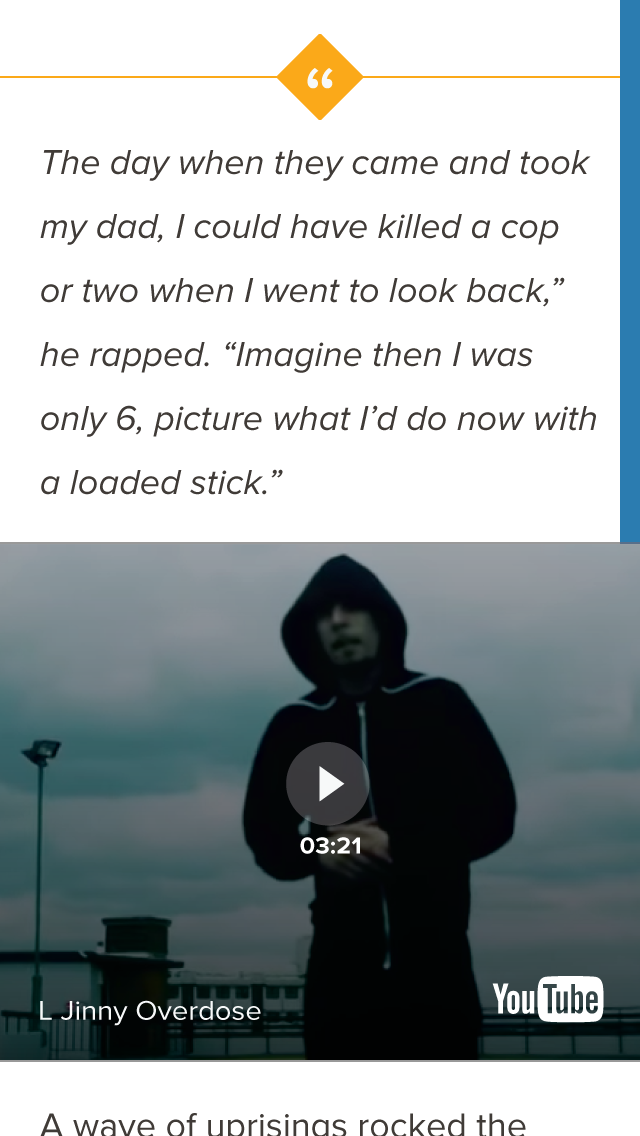 “
The day when they came and took
my dad, I could have killed a cop
or two when I went to look back,”
he rapped. “Imagine then I was
only 6, picture what I’d do now with
a loaded stick.”
03:21
L Jinny Overdose
YouTube
A wave of uprisings rocked the